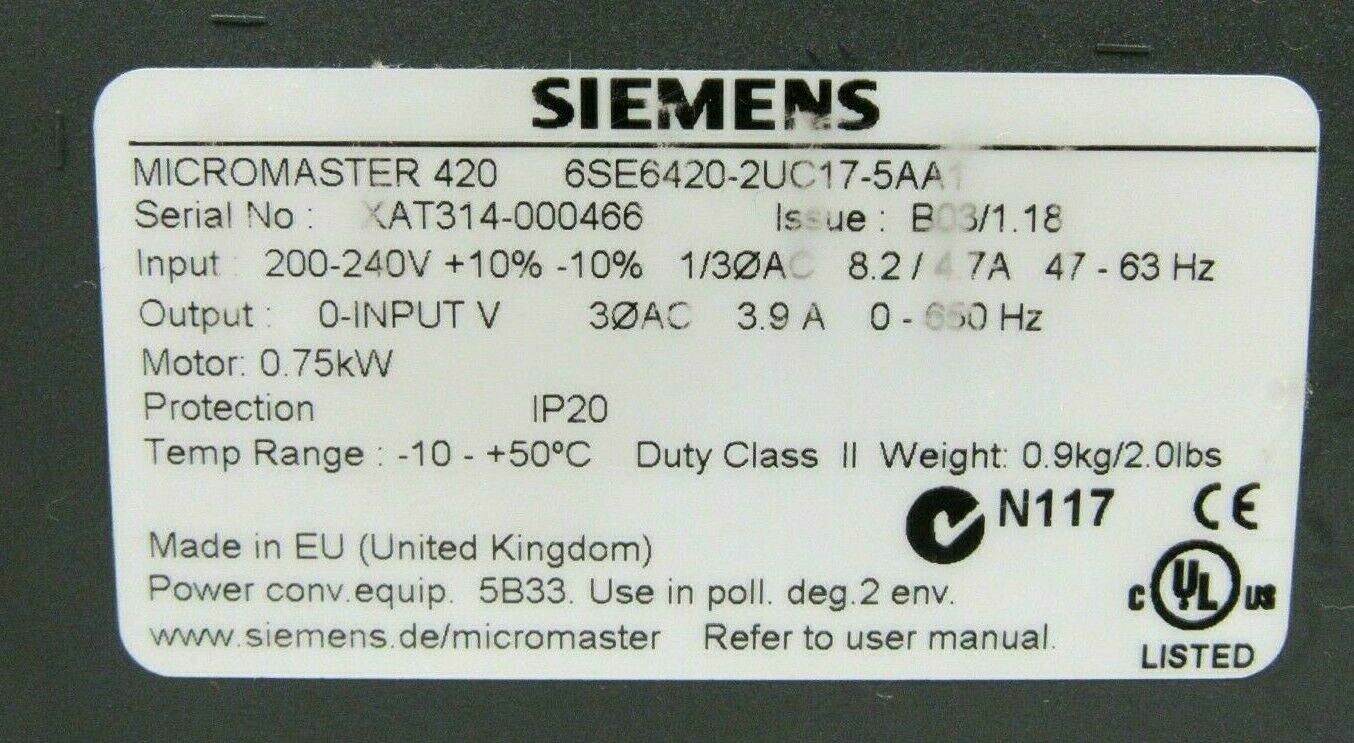 SIEMENS
MICROMASTER 420 6SE6420-2UC17-5AA1
Serial No : XAT314-000466 Issue : B03/1.18
Input : 200-240V +10% -10% 1/3ØAC 8.2 / 4.7A 47 - 63 Hz
Output : 0-INPUT V 3ØAC 3.9 A 0 - 650 Hz
Motor: 0.75kW
Protection IP20
Temp Range : -10 - +50ºC Duty Class II Weight: 0.9kg/2.0lbs
N117 CE
Made in EU (United Kingdom)
Power conv.equip. 5B33. Use in poll. deg.2 env.
C UL US
www.siemens.de/micromaster Refer to user manual.
LISTED